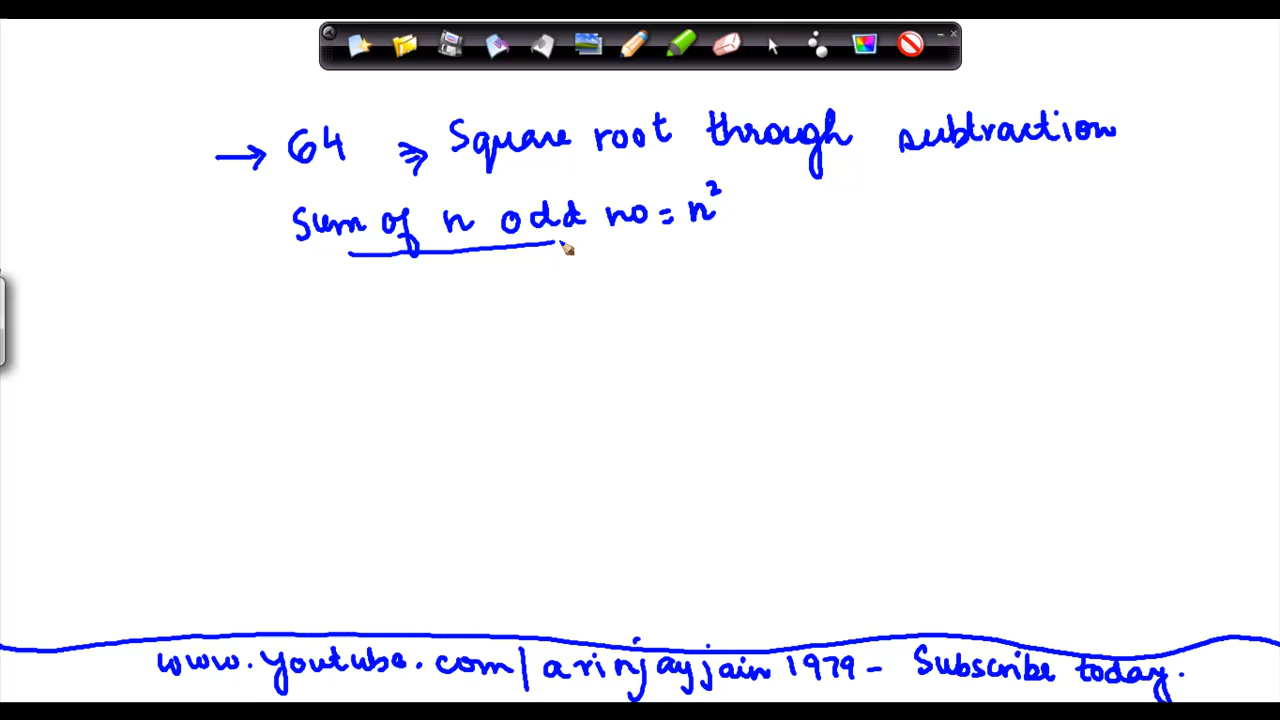 → 64 ⇒ Square root through subtraction
Sum of n odd no = n²
www.youtube.com/arinjayjain1979 - Subscribe today.